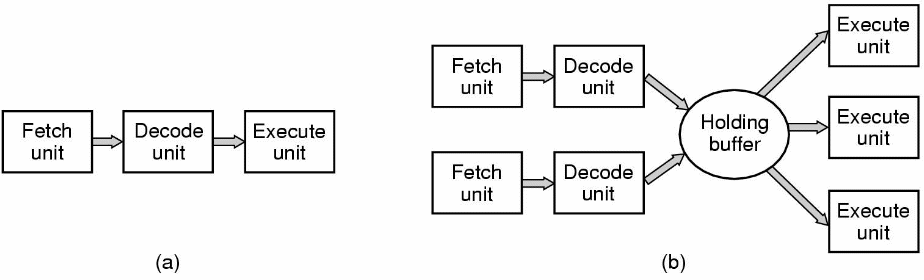 Fetch
unit
Decode
unit
Execute
unit
(a)
Fetch
unit
Decode
unit
Fetch
unit
Decode
unit
Holding
buffer
Execute
unit
Execute
unit
Execute
unit
(b)